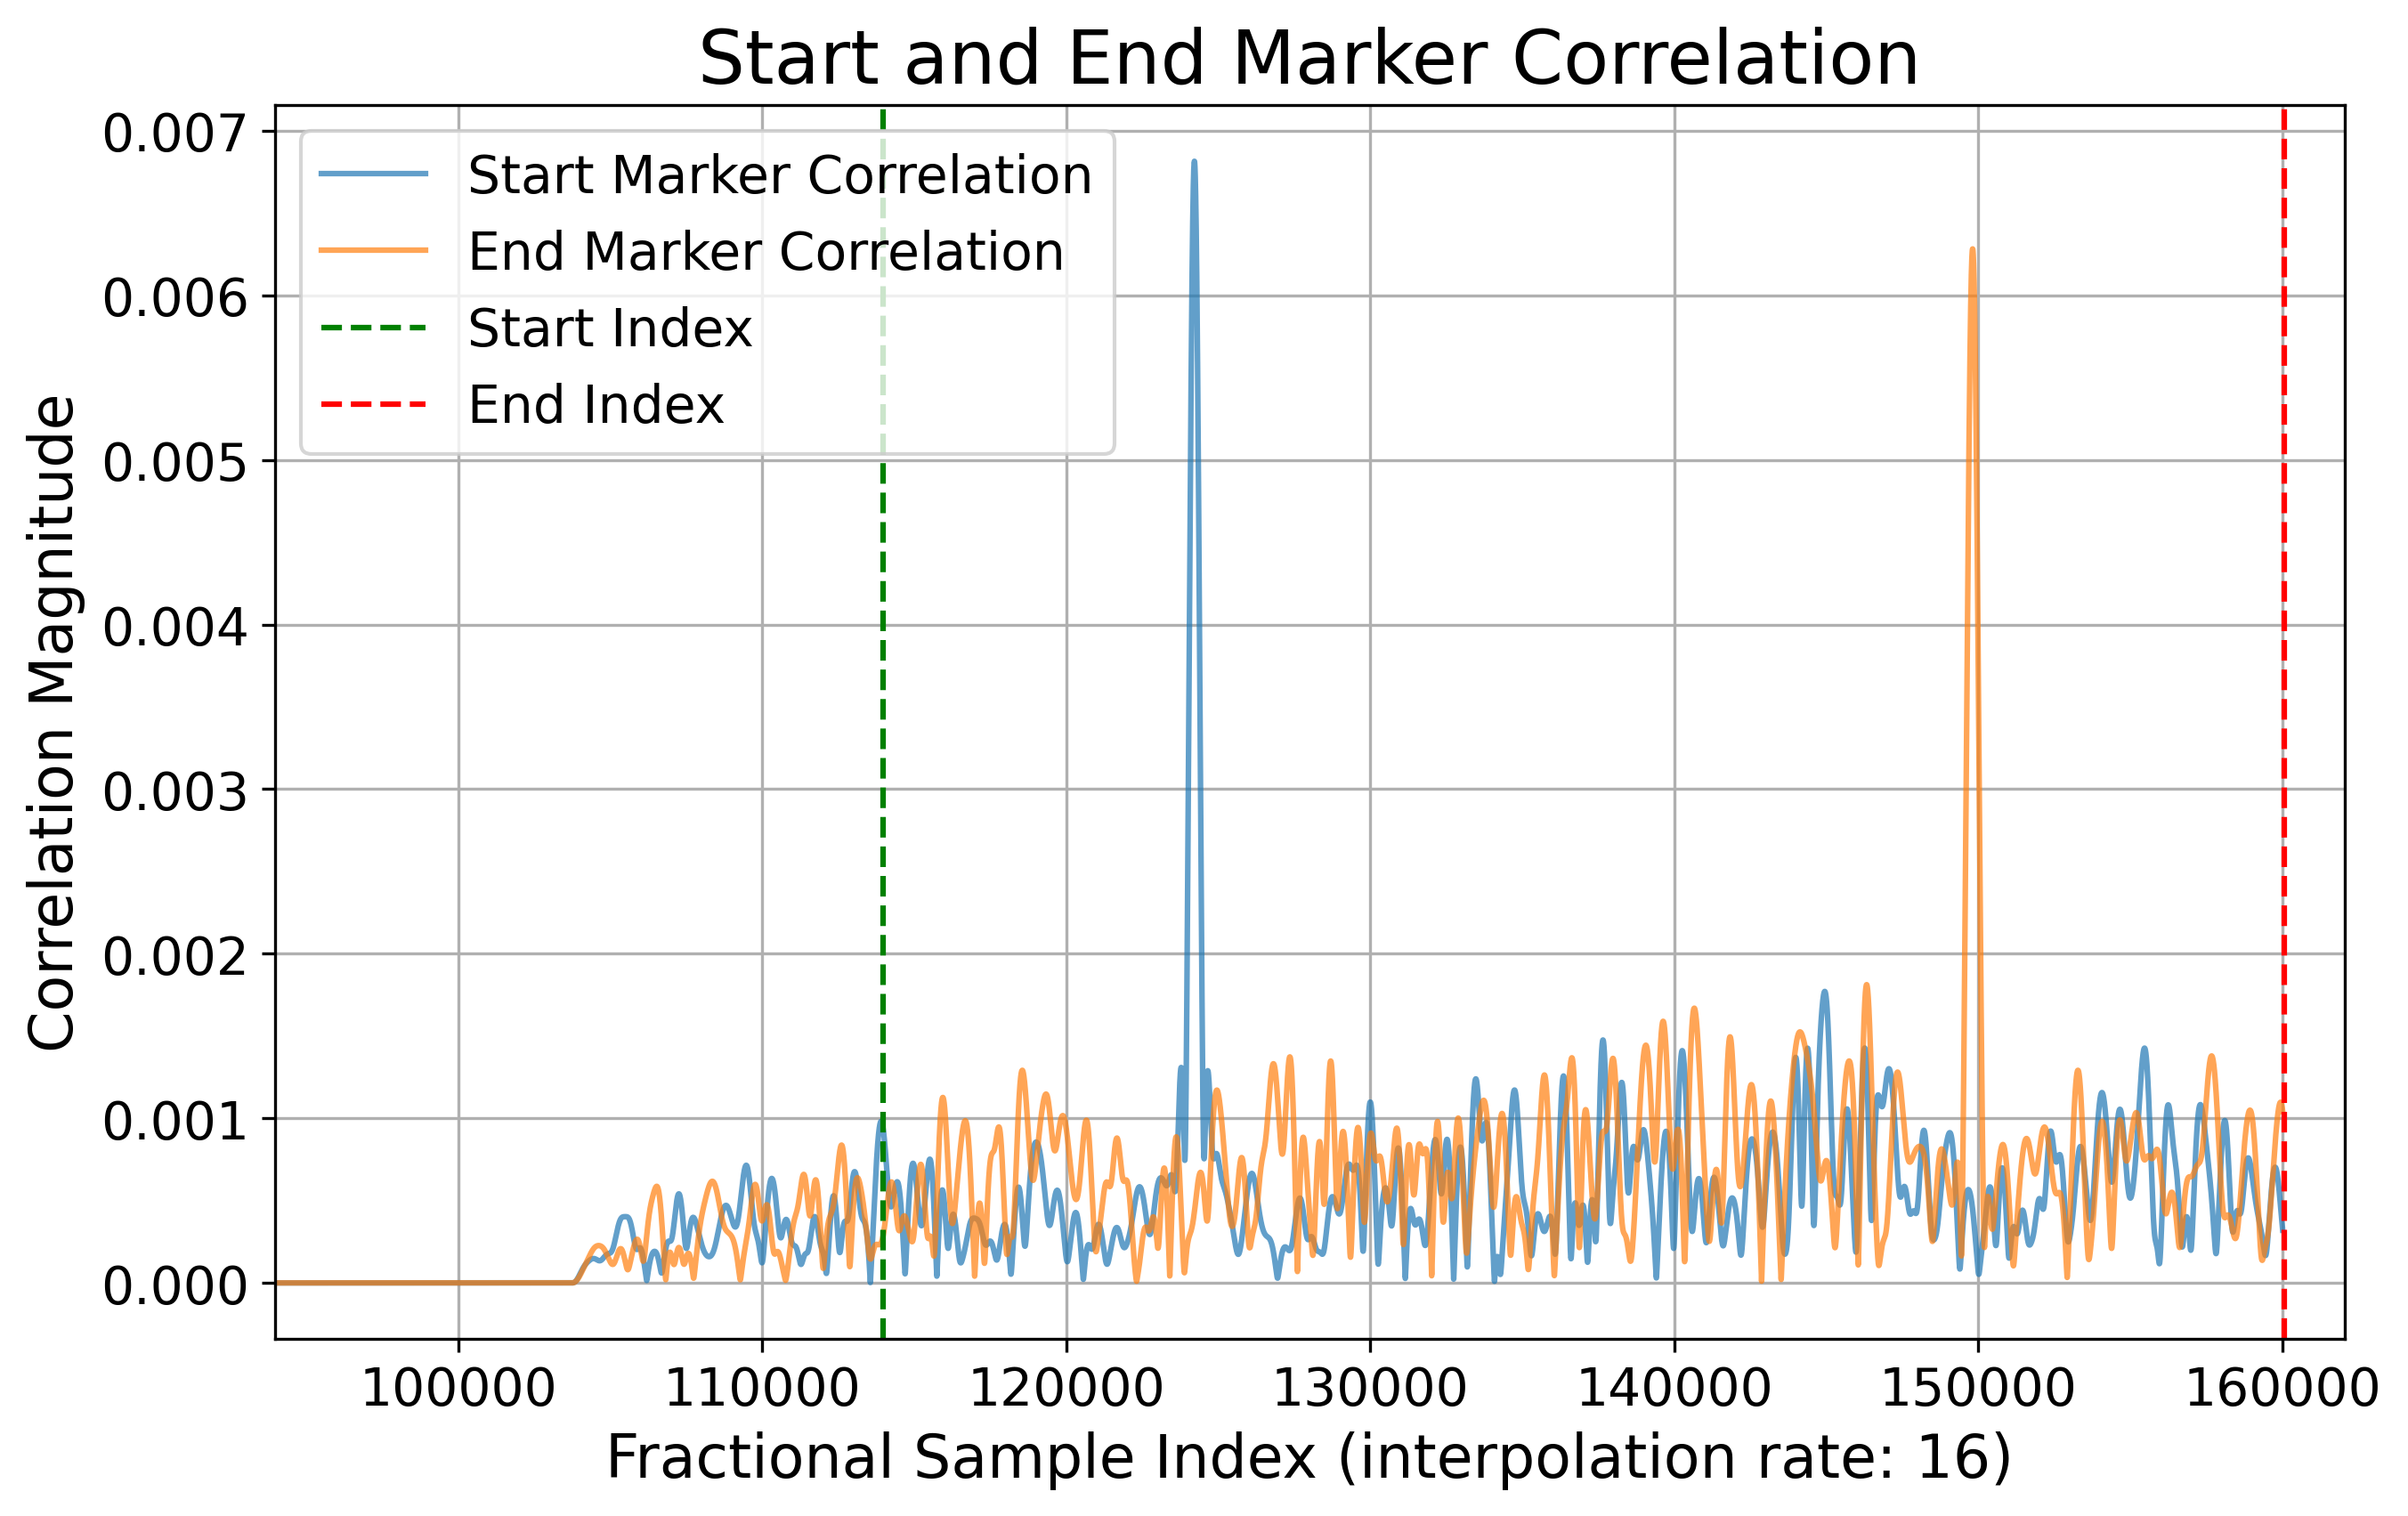 Start and End Marker Correlation
Correlation Magnitude
0.007
0.006
0.005
0.004
0.003
0.002
0.001
0.000
Start Marker Correlation
End Marker Correlation
Start Index
End Index
100000 110000 120000 130000 140000 150000 160000
Fractional Sample Index (interpolation rate: 16)